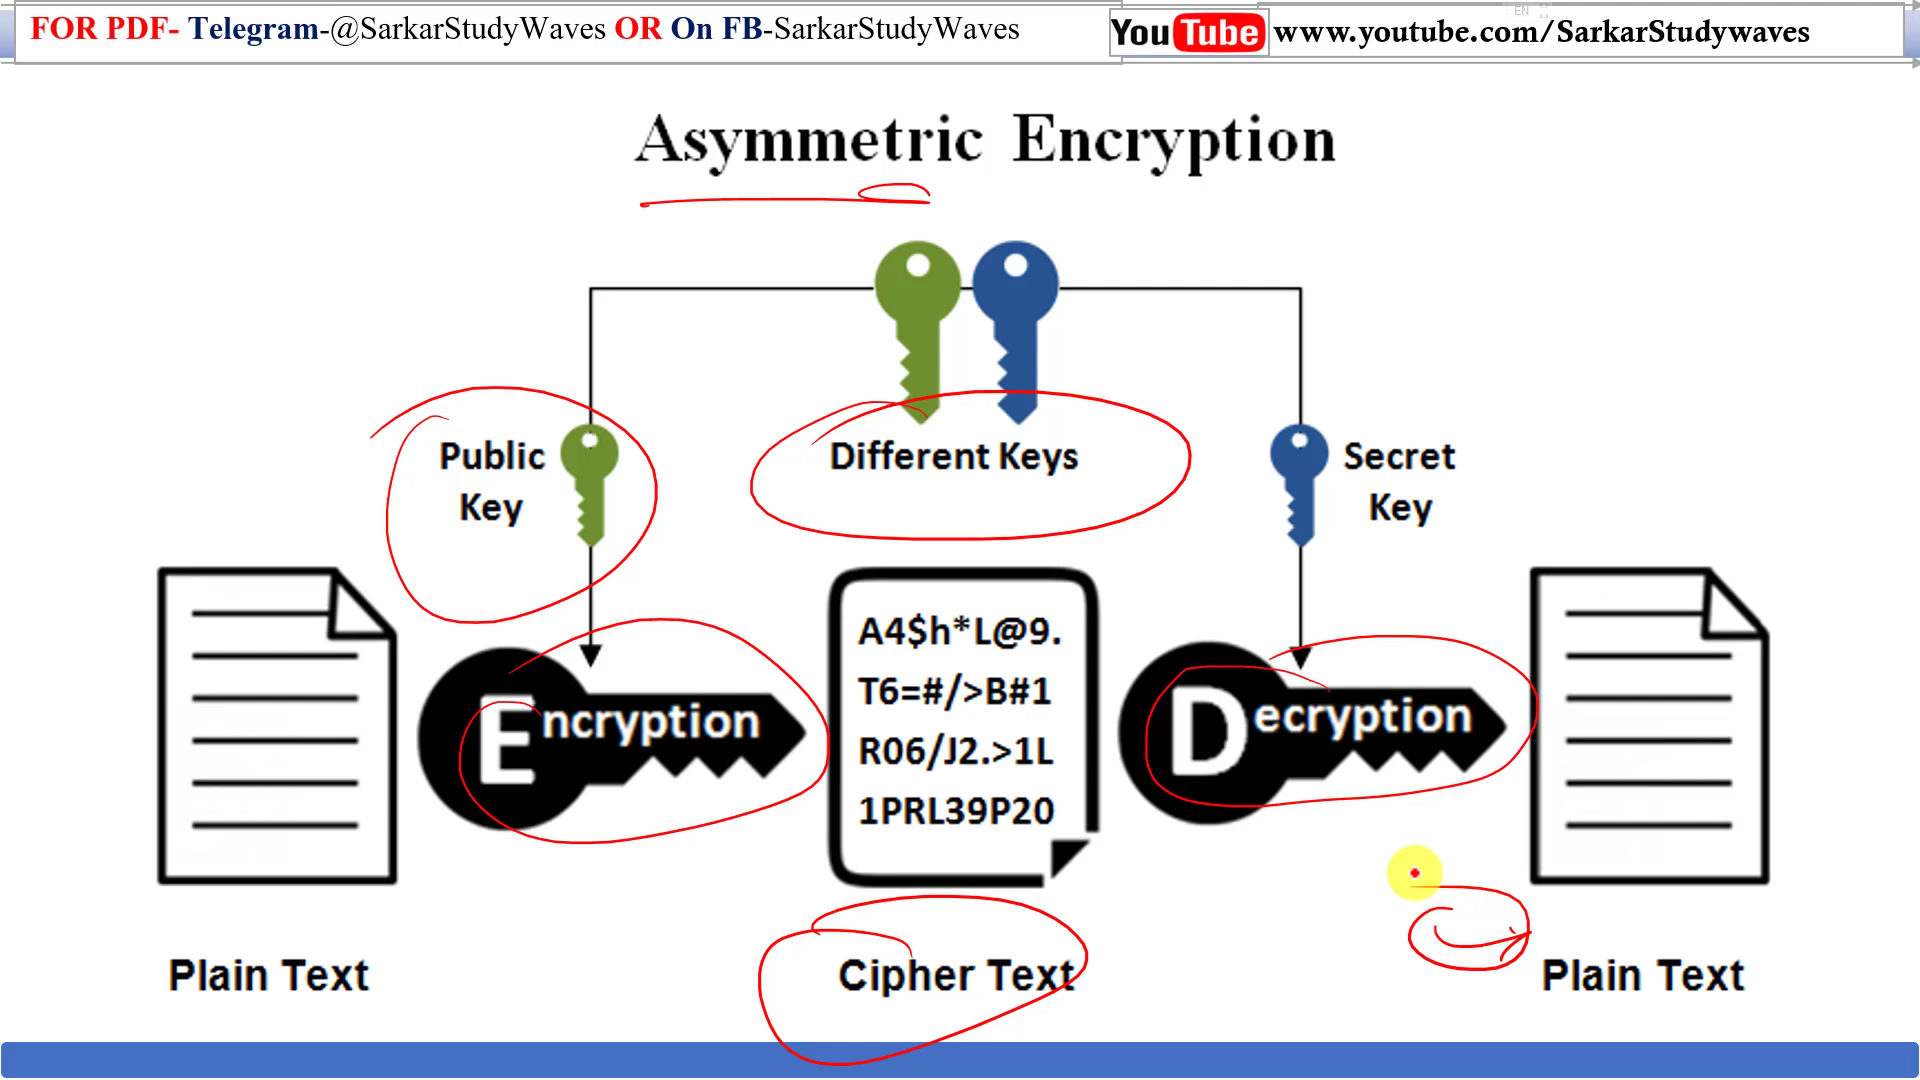 FOR PDF- Telegram-@SarkarStudyWaves OR On FB-SarkarStudyWaves
YouTube www.youtube.com/SarkarStudywaves
EN
Asymmetric Encryption
Public Key
Different Keys
Secret Key
Encryption
A4$h*L@9.
T6=#/>B#1
R06/J2.>1L
1PRL39P20
Decryption
Plain Text
Cipher Text
Plain Text